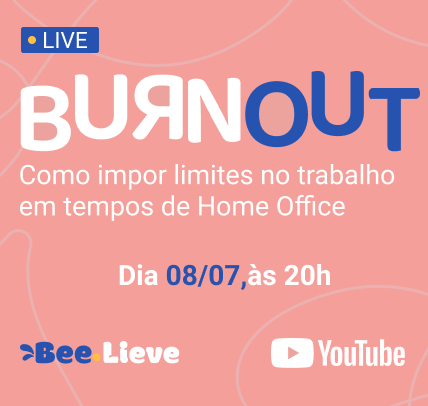 LIVE
BURNOUT
Como impor limites no trabalho
em tempos de Home Office
Dia 08/07,às 20h
Bee.Lieve
YouTube